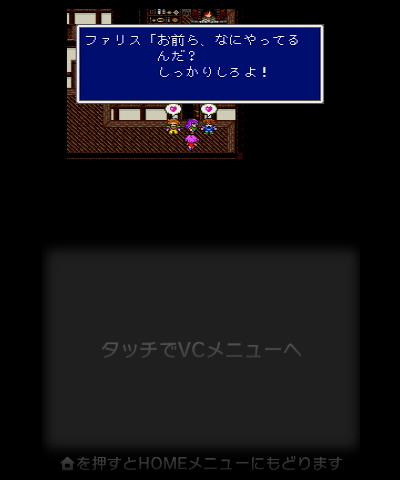 ファリス「お前ら、なにやってる
んだ？
しっかりしろよ！
タッチでVCメニューへ
を押すとHOMEメニューにもどります